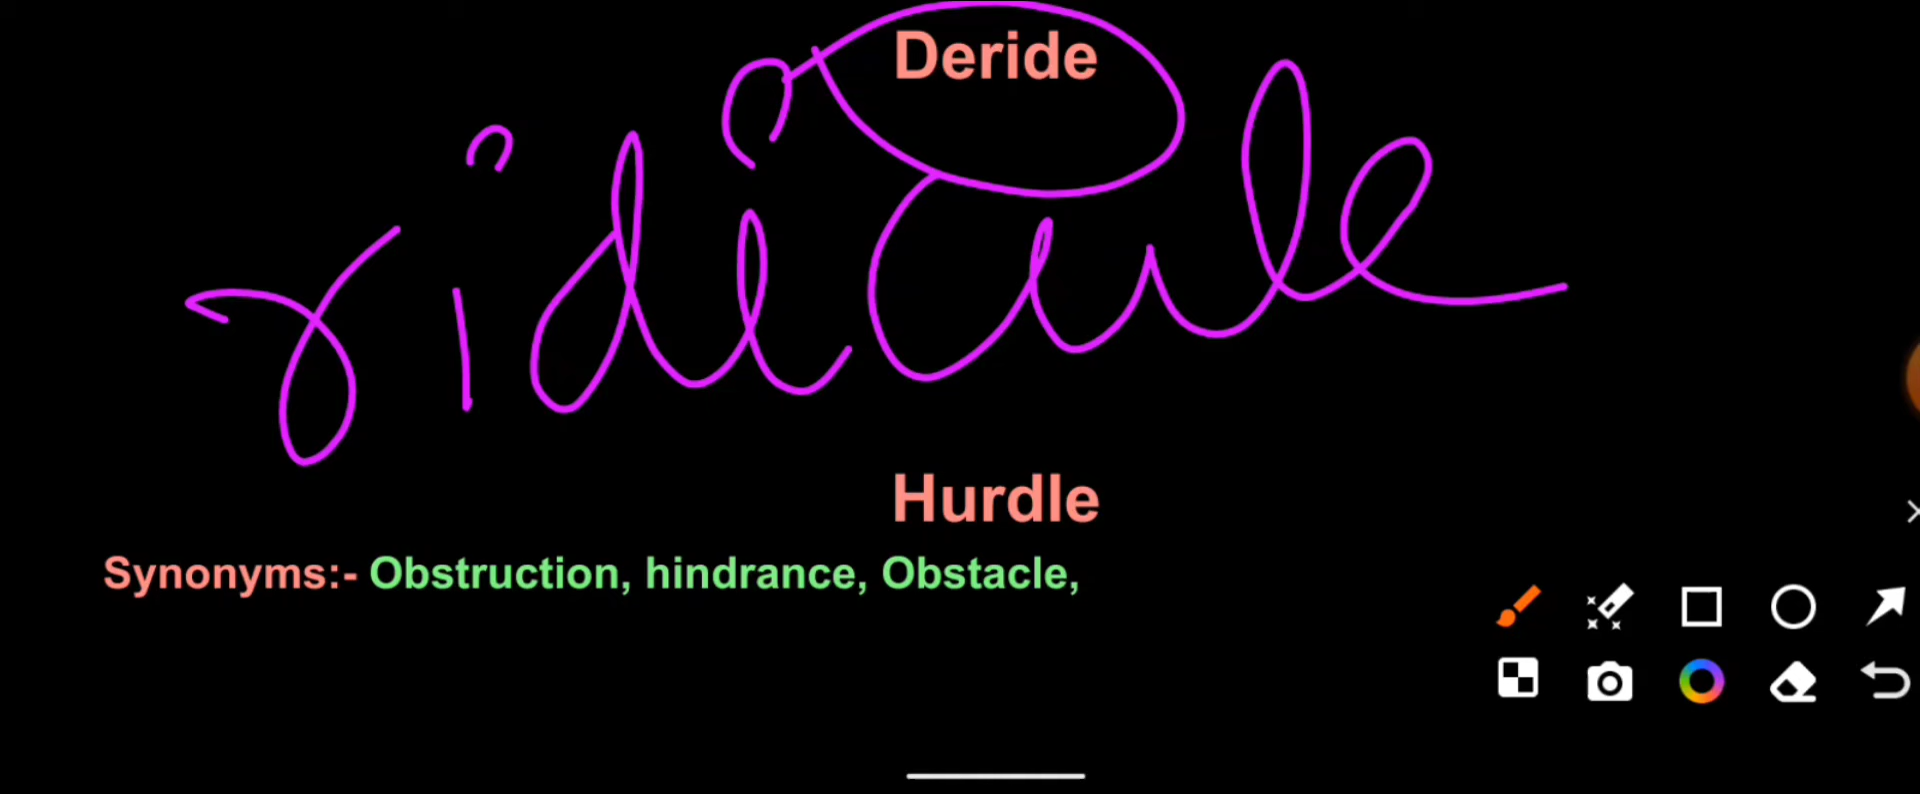 Deride
ridicule
Hurdle
Synonyms:- Obstruction, hindrance, Obstacle,